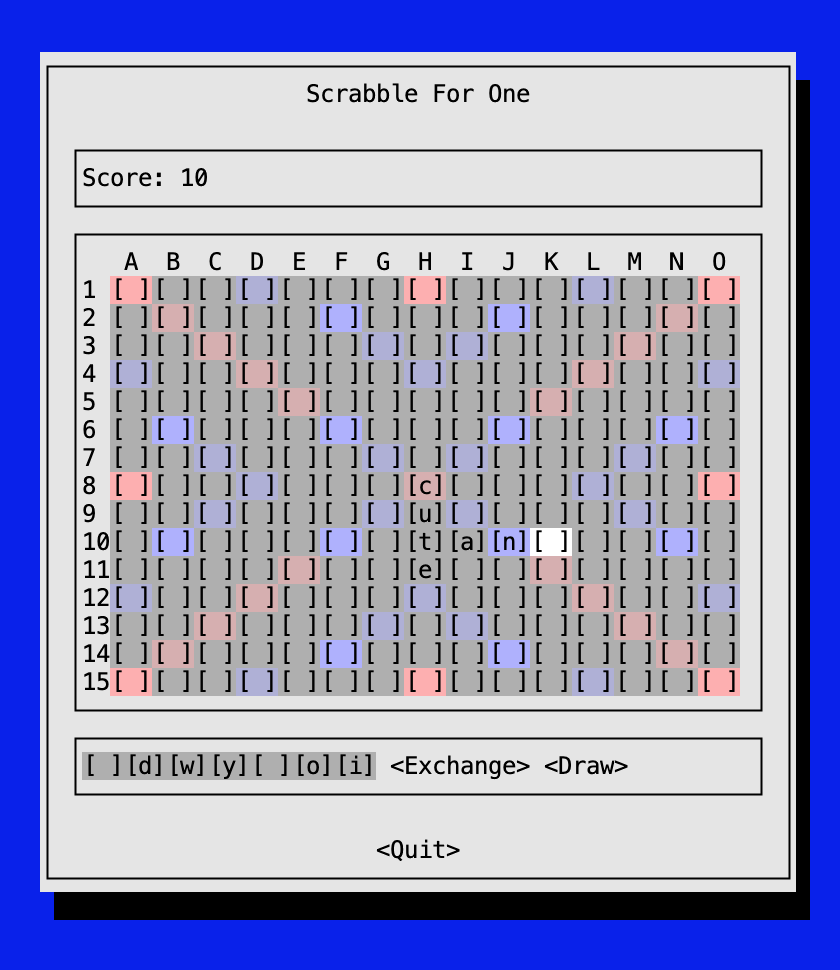 Scrabble For One
Score: 10
A B C D E F G H I J K L M N O
1 [ ][ ][ ][ ][ ][ ][ ][ ][ ][ ][ ][ ][ ][ ][ ]
2 [ ][ ][ ][ ][ ][ ][ ][ ][ ][ ][ ][ ][ ][ ][ ]
3 [ ][ ][ ][ ][ ][ ][ ][ ][ ][ ][ ][ ][ ][ ][ ]
4 [ ][ ][ ][ ][ ][ ][ ][ ][ ][ ][ ][ ][ ][ ][ ]
5 [ ][ ][ ][ ][ ][ ][ ][ ][ ][ ][ ][ ][ ][ ][ ]
6 [ ][ ][ ][ ][ ][ ][ ][ ][ ][ ][ ][ ][ ][ ][ ]
7 [ ][ ][ ][ ][ ][ ][ ][ ][ ][ ][ ][ ][ ][ ][ ]
8 [ ][ ][ ][ ][ ][ ][ ][c][ ][ ][ ][ ][ ][ ][ ]
9 [ ][ ][ ][ ][ ][ ][ ][u][ ][ ][ ][ ][ ][ ][ ]
10[ ][ ][ ][ ][ ][ ][ ][t][a][n][ ][ ][ ][ ][ ]
11[ ][ ][ ][ ][ ][ ][ ][e][ ][ ][ ][ ][ ][ ][ ]
12[ ][ ][ ][ ][ ][ ][ ][ ][ ][ ][ ][ ][ ][ ][ ]
13[ ][ ][ ][ ][ ][ ][ ][ ][ ][ ][ ][ ][ ][ ][ ]
14[ ][ ][ ][ ][ ][ ][ ][ ][ ][ ][ ][ ][ ][ ][ ]
15[ ][ ][ ][ ][ ][ ][ ][ ][ ][ ][ ][ ][ ][ ][ ]
[ ][d][w][y][ ][o][i] <Exchange> <Draw>
<Quit>